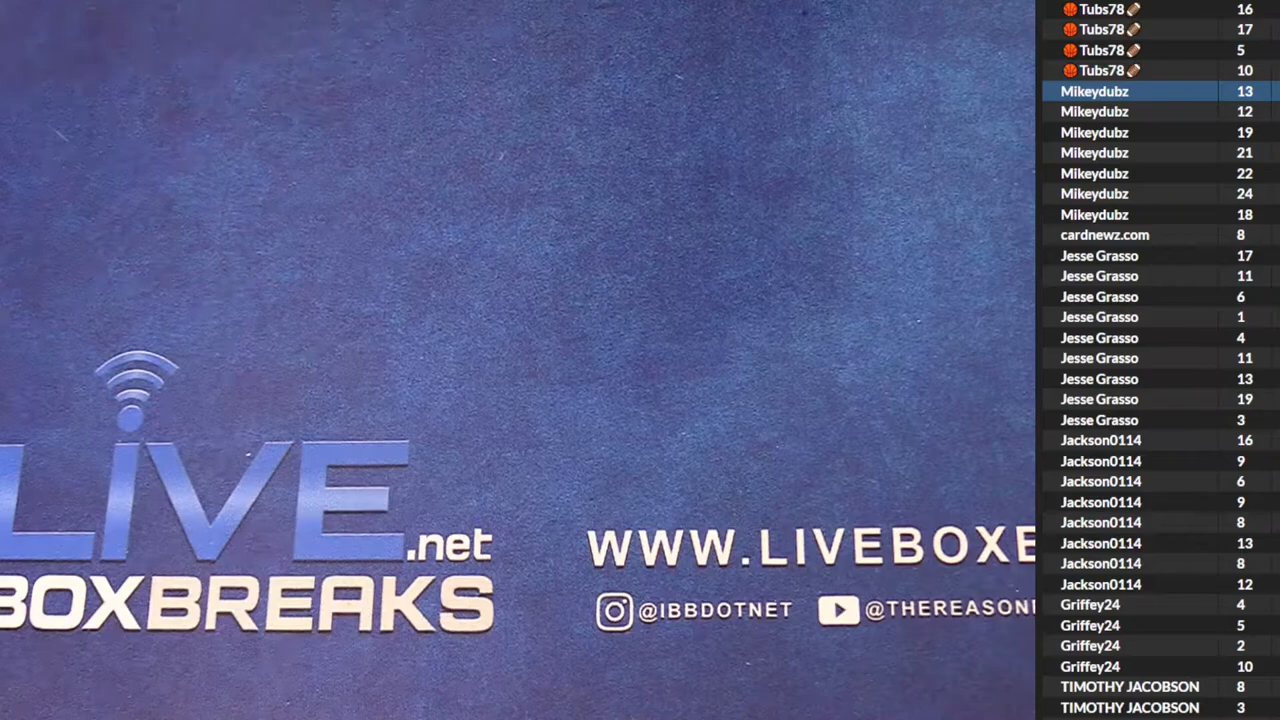 🏀Tubs78🏈 16
🏀Tubs78🏈 17
🏀Tubs78🏈 5
🏀Tubs78🏈 10
Mikeydubz 13
Mikeydubz 12
Mikeydubz 19
Mikeydubz 21
Mikeydubz 22
Mikeydubz 24
Mikeydubz 18
cardnewz.com 8
Jesse Grasso 17
Jesse Grasso 11
Jesse Grasso 6
Jesse Grasso 1
Jesse Grasso 4
Jesse Grasso 11
Jesse Grasso 13
Jesse Grasso 19
Jesse Grasso 3
Jackson0114 16
Jackson0114 9
Jackson0114 6
Jackson0114 9
Jackson0114 8
Jackson0114 13
Jackson0114 8
Jackson0114 12
Griffey24 4
Griffey24 5
Griffey24 2
Griffey24 10
TIMOTHY JACOBSON 8
TIMOTHY JACOBSON 3
LIVE.net
BOXBREAKS
WWW.LIVEBOXB
@IBBDOTNET @THEREASON